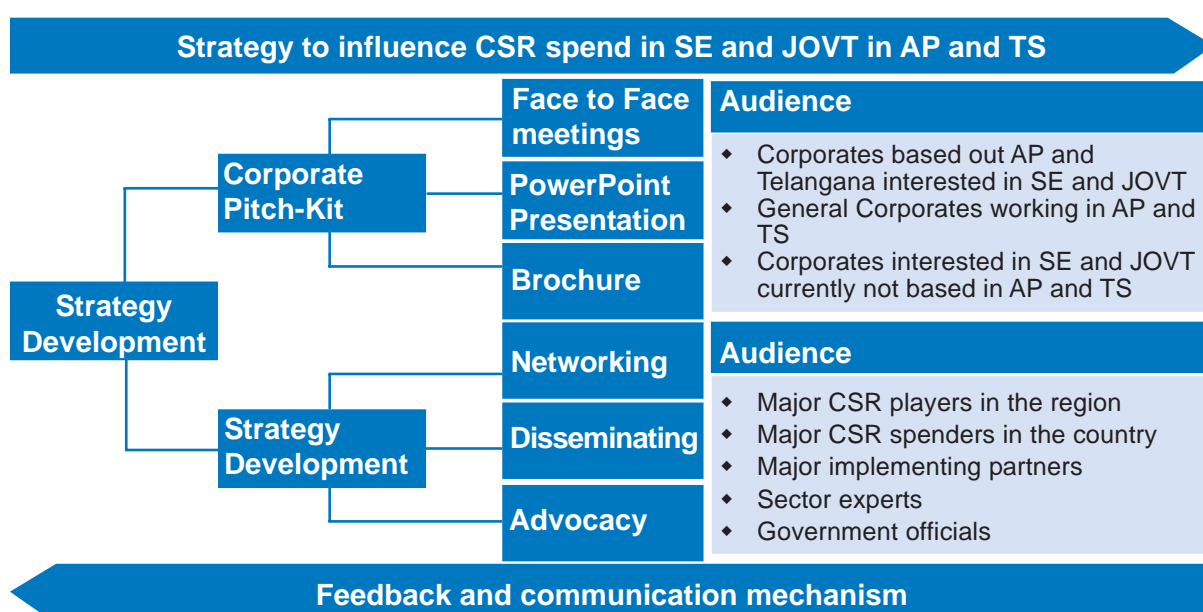 Strategy to influence CSR spend in SE and JOVT in AP and TS
Strategy
Development
Corporate
Pitch-Kit
Face to Face
meetings
PowerPoint
Presentation
Brochure
Audience
◆ Corporates based out AP and
Telangana interested in SE and JOVT
◆ General Corporates working in AP and
TS
◆ Corporates interested in SE and JOVT
currently not based in AP and TS
Strategy
Development
Networking
Disseminating
Advocacy
Audience
◆ Major CSR players in the region
◆ Major CSR spenders in the country
◆ Major implementing partners
◆ Sector experts
◆ Government officials
Feedback and communication mechanism